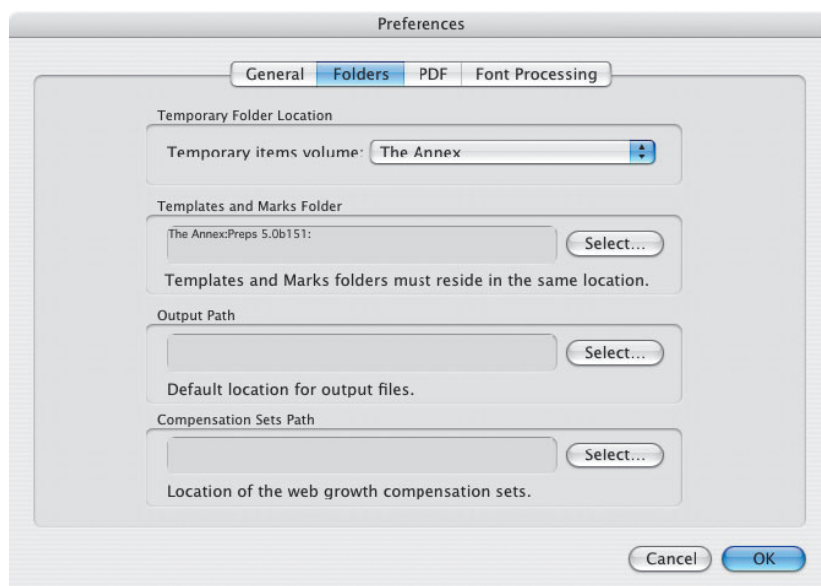 Preferences
General Folders PDF Font Processing
Temporary Folder Location
Temporary items volume: The Annex
Templates and Marks Folder
The Annex:Preps 5.0b151:
Select...
Templates and Marks folders must reside in the same location.
Output Path
Select...
Default location for output files.
Compensation Sets Path
Select...
Location of the web growth compensation sets.
Cancel OK